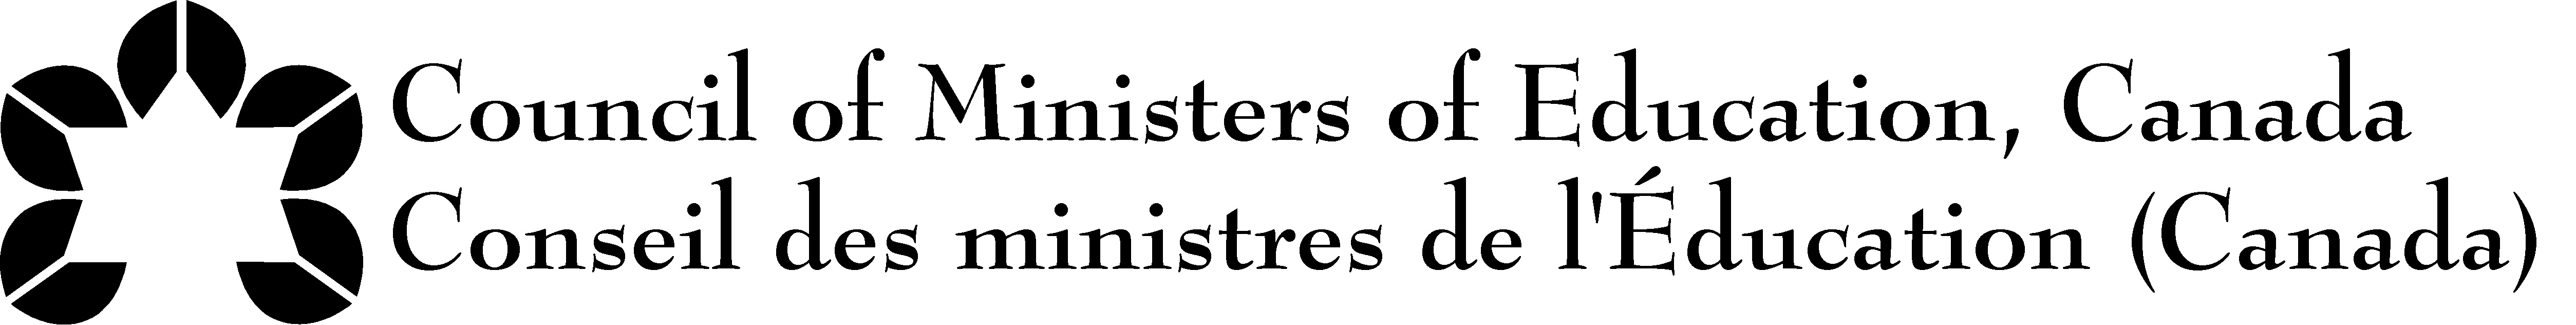 Council of Ministers of Education, Canada
Conseil des ministres de l'Éducation (Canada)